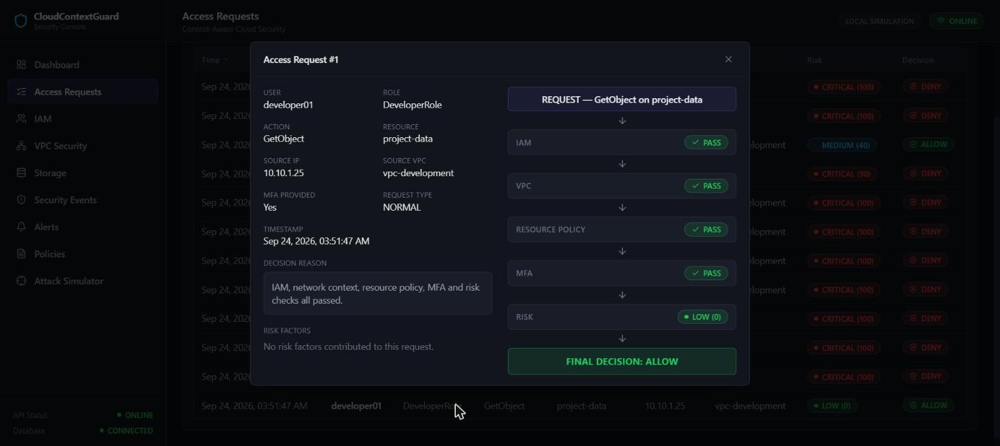 CloudContextGuard
Security Console
Dashboard
Access Requests
IAM
VPC Security
Storage
Security Events
Alerts
Policies
Attack Simulator
API Status ONLINE
Database CONNECTED
Access Requests
Context-Aware Cloud Security
LOCAL SIMULATION ONLINE
Time Risk Decision
Sep 24, 2026 CRITICAL (100) DENY
Sep 24, 2026 CRITICAL (100) DENY
Sep 24, 2026 elopment MEDIUM (40) ALLOW
Sep 24, 2026 CRITICAL (90) DENY
Sep 24, 2026 elopment CRITICAL (100) DENY
Sep 24, 2026 elopment CRITICAL (100) DENY
Sep 24, 2026 elopment CRITICAL (100) DENY
Sep 24, 2026 elopment CRITICAL (100) DENY
Sep 24, 2026 CRITICAL (100) DENY
Sep 24, 2026 CRITICAL (100) DENY
Sep 24, 2026 CRITICAL (100) DENY
Sep 24, 2026, 03:51:47 AM developer01 DeveloperRole GetObject project-data 10.10.1.25 vpc-development LOW (0) ALLOW
Access Request #1
USER ROLE
developer01 DeveloperRole
ACTION RESOURCE
GetObject project-data
SOURCE IP SOURCE VPC
10.10.1.25 vpc-development
MFA PROVIDED REQUEST TYPE
Yes NORMAL
TIMESTAMP
Sep 24, 2026, 03:51:47 AM
DECISION REASON
IAM, network context, resource policy, MFA and risk
checks all passed.
RISK FACTORS
No risk factors contributed to this request.
REQUEST — GetObject on project-data
IAM PASS
VPC PASS
RESOURCE POLICY PASS
MFA PASS
RISK LOW (0)
FINAL DECISION: ALLOW